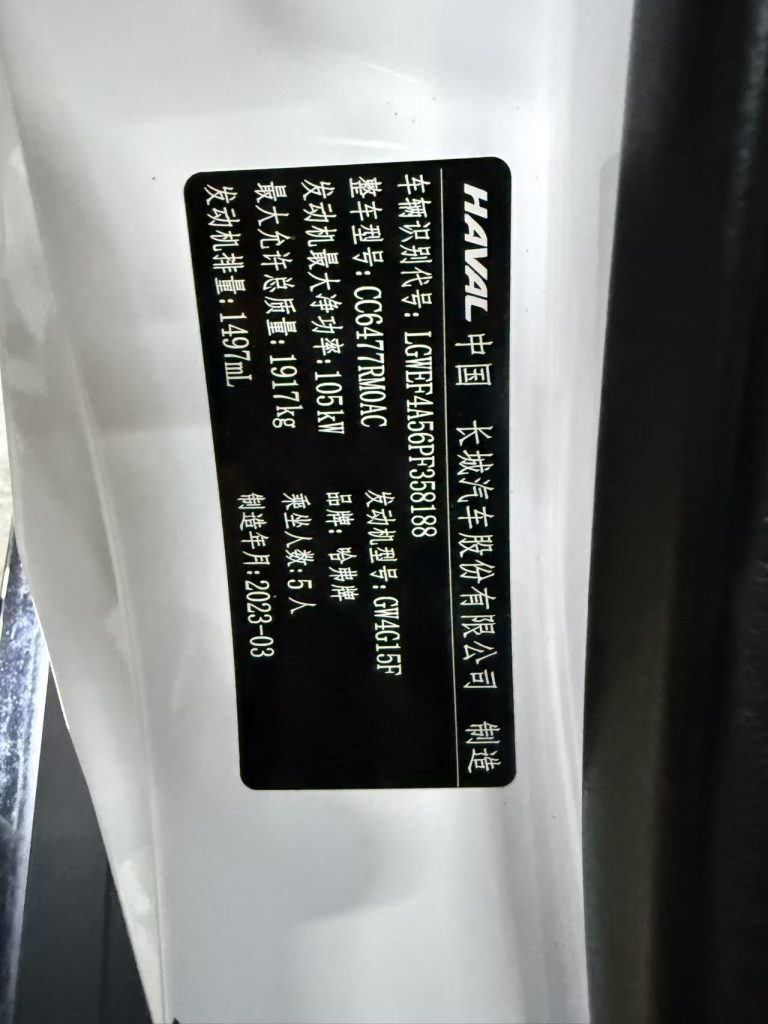 HAVAL 中国 长城汽车股份有限公司 制造
车辆识别代号:LGWEF4A56PF358188
整车型号:CC6477RM0AC 发动机型号:GW4G15F
发动机最大净功率:105kW 品牌:哈弗牌
最大允许总质量:1917kg 乘坐人数:5人
发动机排量:1497mL 制造年月:2023-03